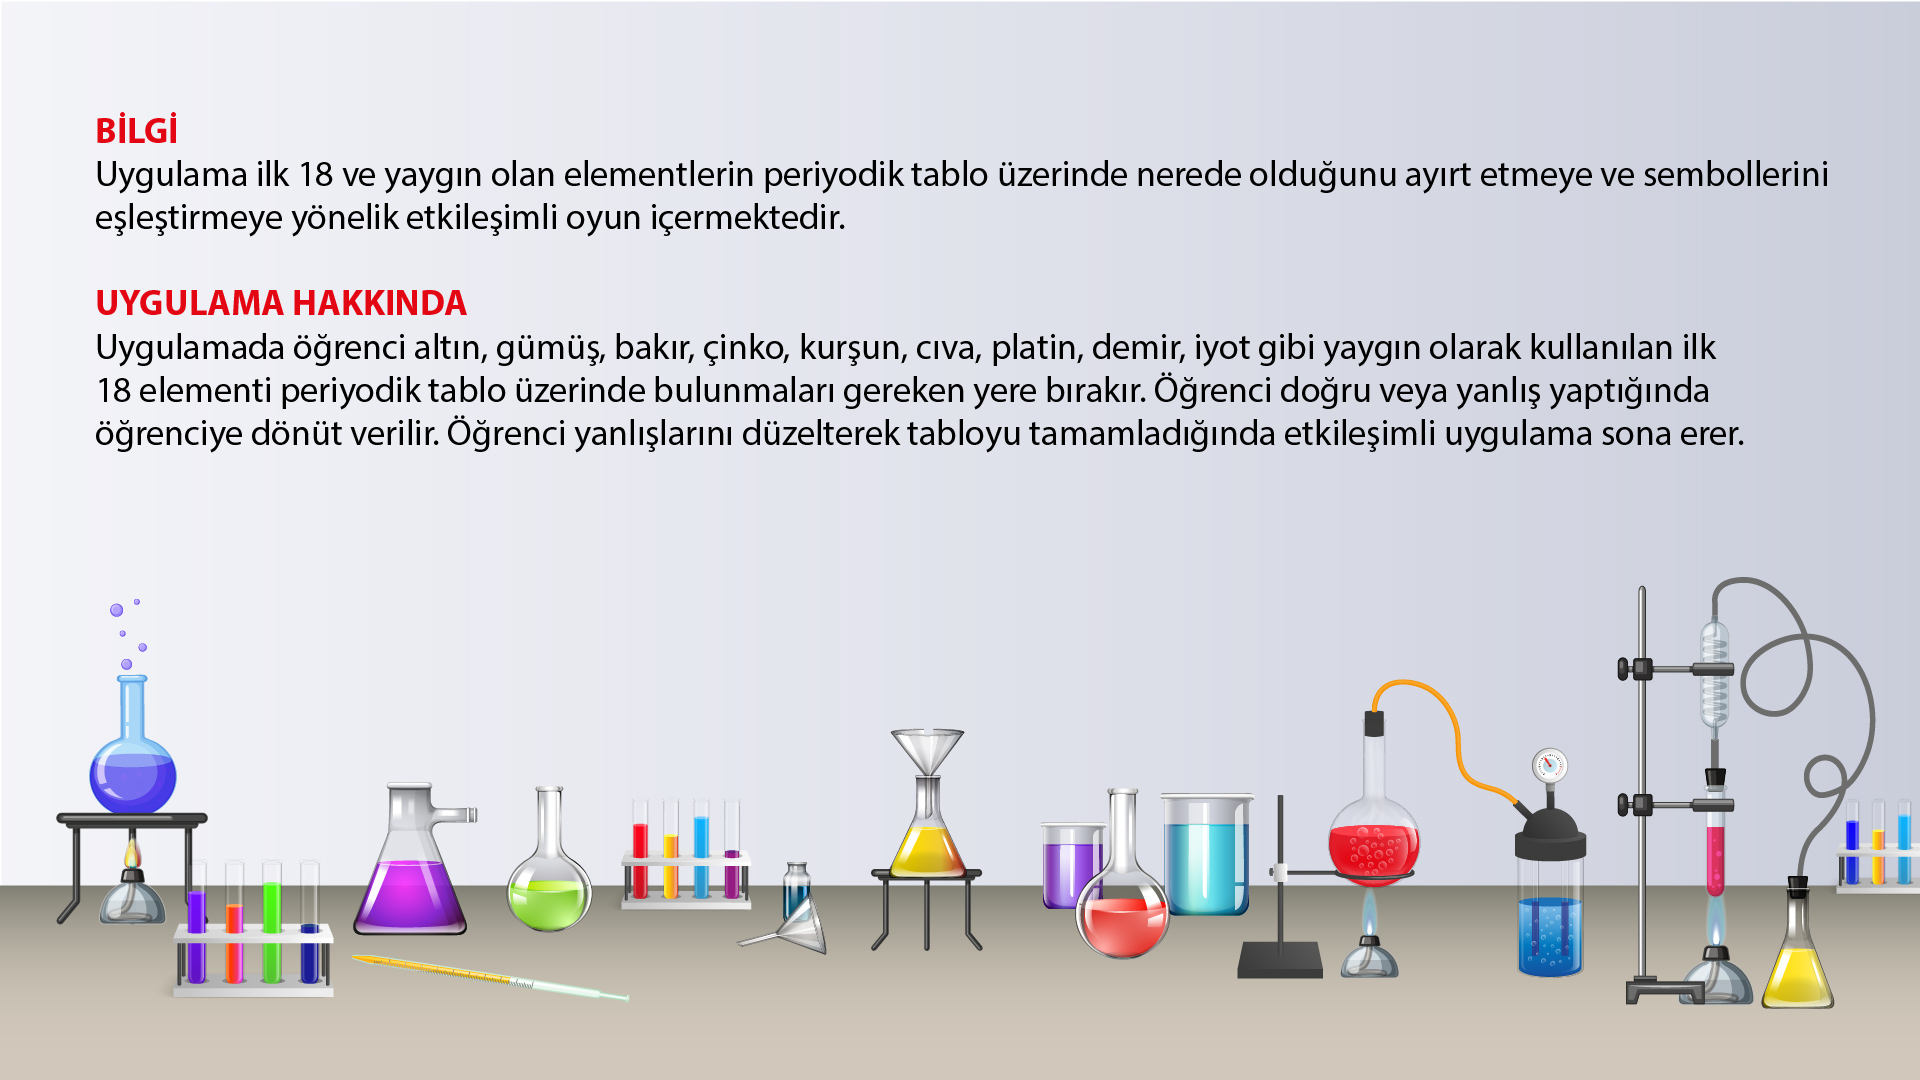 BİLGİ
Uygulama ilk 18 ve yaygın olan elementlerin periyodik tablo üzerinde nerede olduğunu ayırt etmeye ve sembollerini
eşleştirmeye yönelik etkileşimli oyun içermektedir.
UYGULAMA HAKKINDA
Uygulamada öğrenci altın, gümüş, bakır, çinko, kurşun, cıva, platin, demir, iyot gibi yaygın olarak kullanılan ilk
18 elementi periyodik tablo üzerinde bulunmaları gereken yere bırakır. Öğrenci doğru veya yanlış yaptığında
öğrenciye dönüt verilir. Öğrenci yanlışlarını düzelterek tabloyu tamamladığında etkileşimli uygulama sona erer.